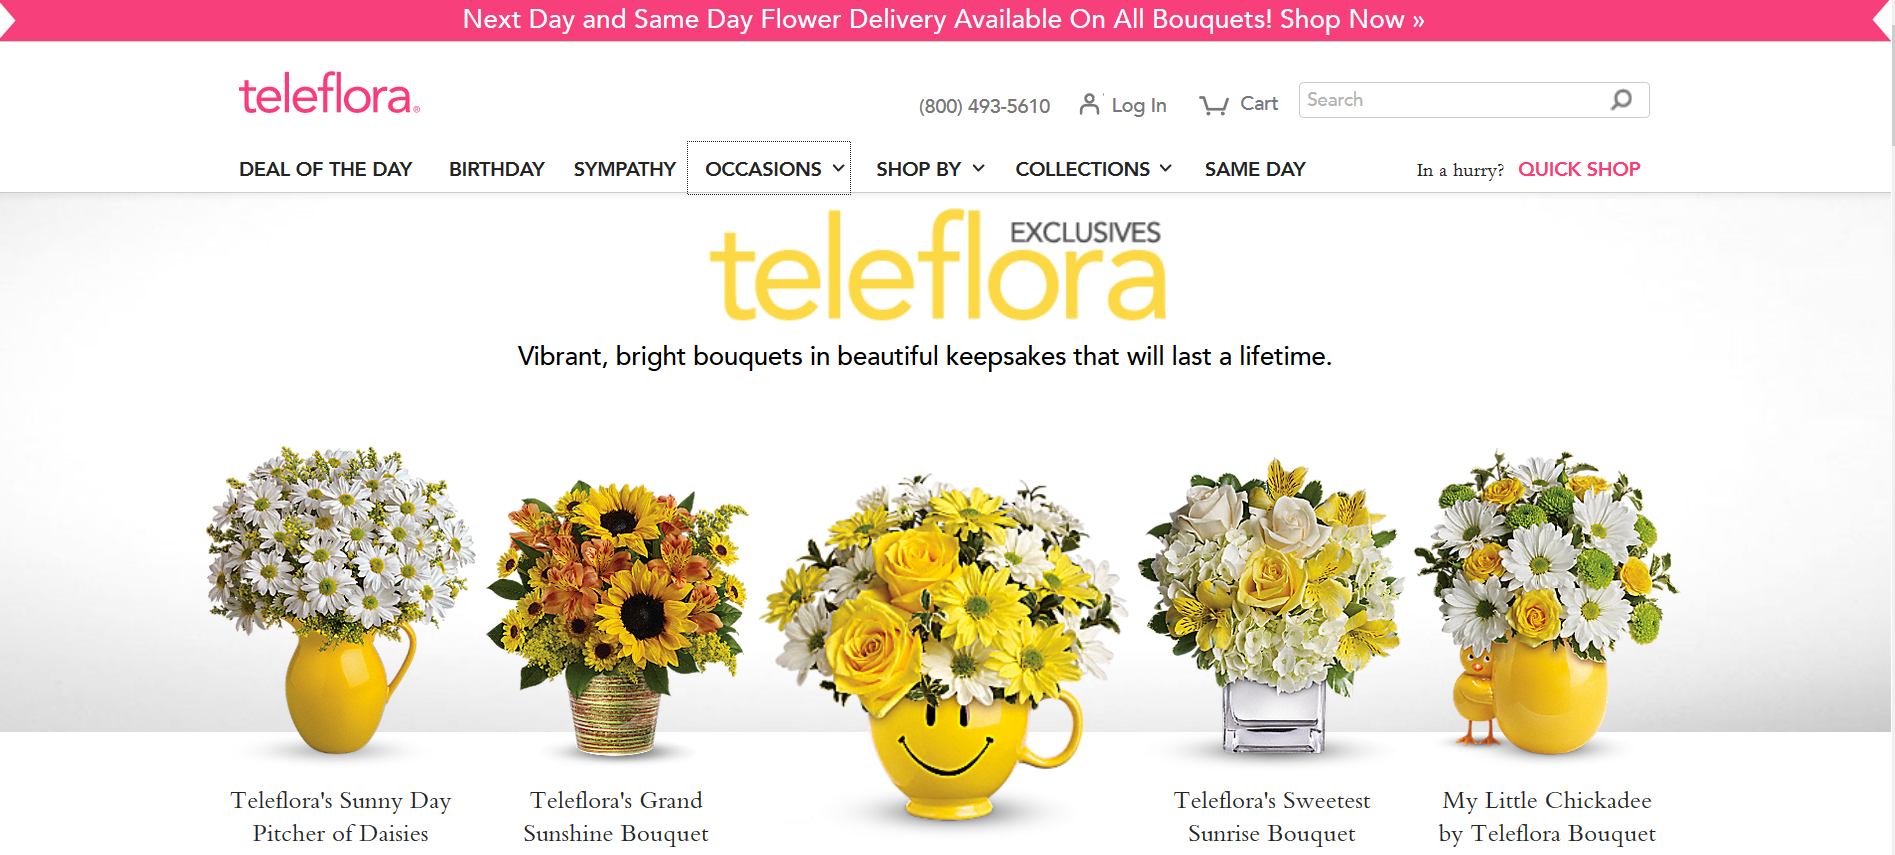 Next Day and Same Day Flower Delivery Available On All Bouquets! Shop Now »
teleflora®
(800) 493-5610
Log In
Cart
Search
DEAL OF THE DAY
BIRTHDAY
SYMPATHY
OCCASIONS
SHOP BY
COLLECTIONS
SAME DAY
In a hurry? QUICK SHOP
EXCLUSIVES
teleflora
Vibrant, bright bouquets in beautiful keepsakes that will last a lifetime.
Teleflora's Sunny Day
Pitcher of Daisies
Teleflora's Grand
Sunshine Bouquet
Teleflora's Sweetest
Sunrise Bouquet
My Little Chickadee
by Teleflora Bouquet